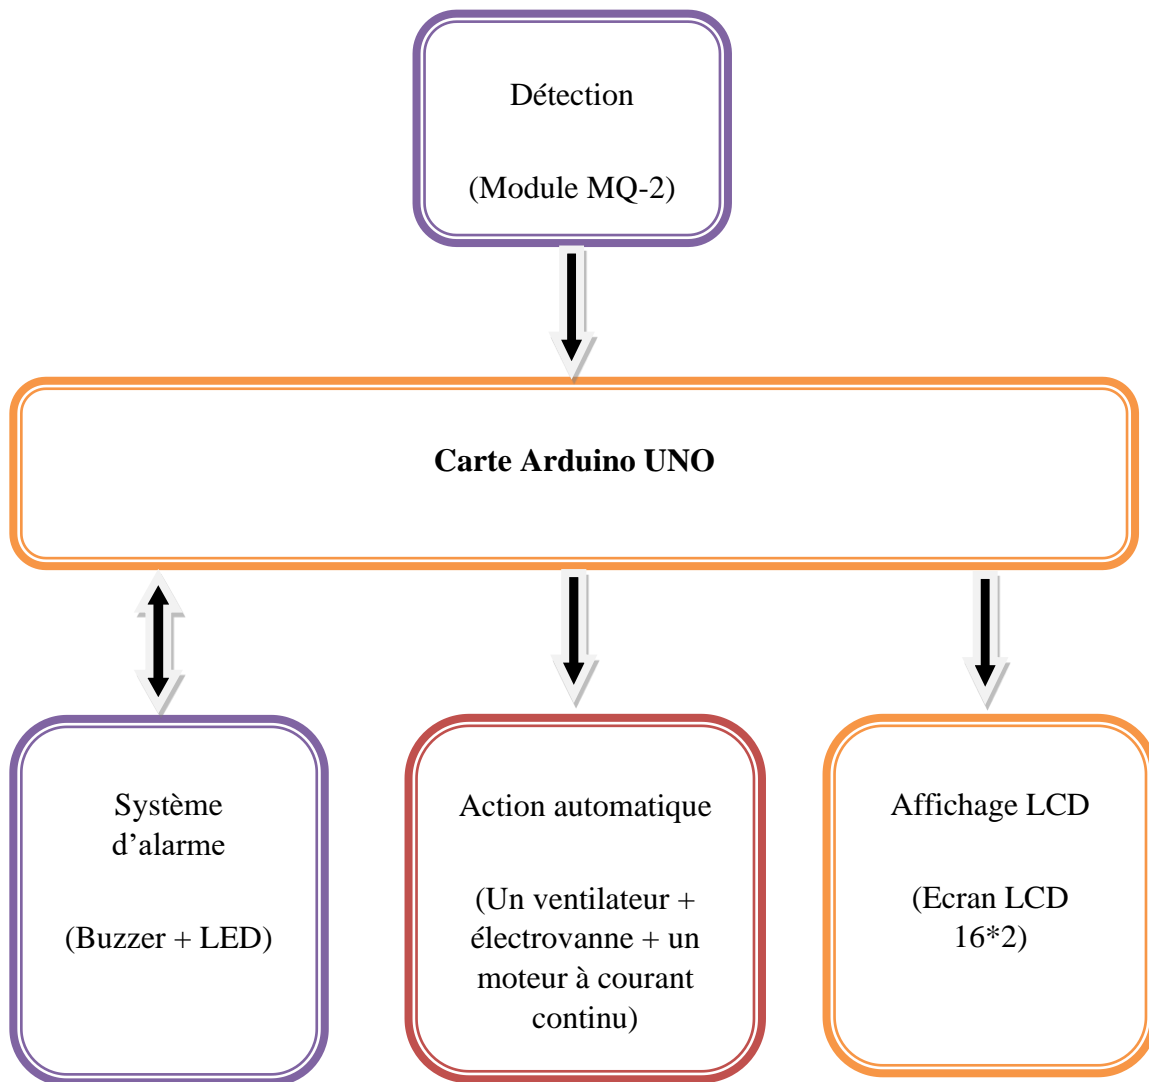 Détection
(Module MQ-2)
Carte Arduino UNO
Système
d’alarme
(Buzzer + LED)
Action automatique
(Un ventilateur +
électrovanne + un
moteur à courant
continu)
Affichage LCD
(Ecran LCD
16*2)